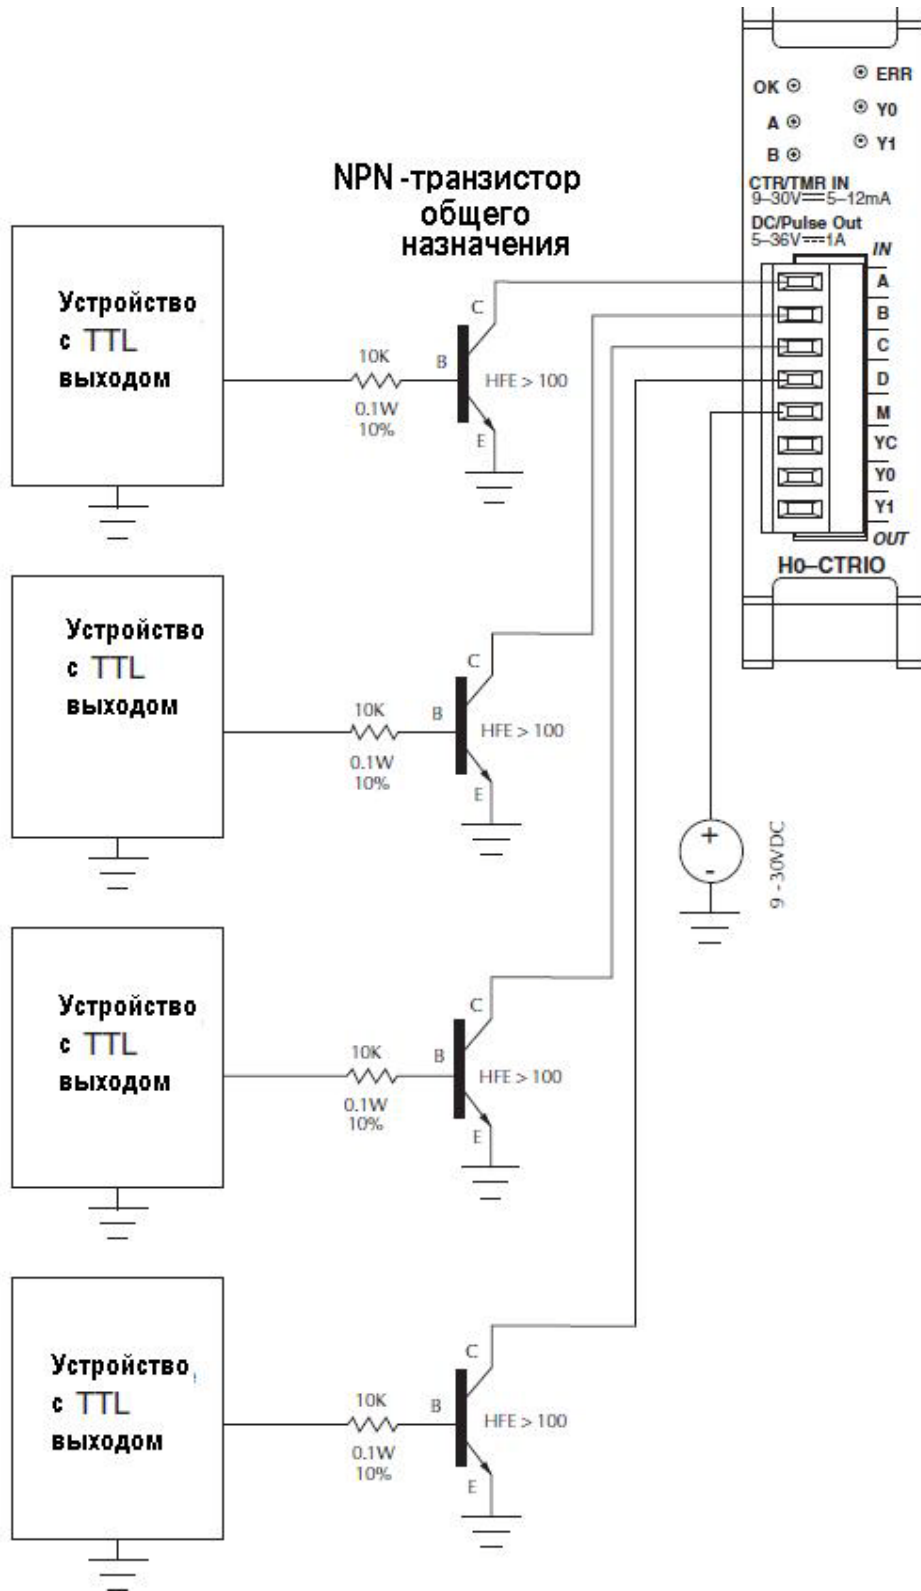 OK
ERR
A
Y0
B
Y1
CTR/TMR IN
9–30V 5–12mA
DC/Pulse Out
5–36V 1A
IN
A
B
C
D
M
YC
Y0
Y1
OUT
H0–CTRIO
NPN -транзистор
общего
назначения
Устройство
с TTL
выходом
10K
0.1W
10%
B
C
HFE > 100
E
Устройство
с TTL
выходом
10K
0.1W
10%
B
C
HFE > 100
E
9 -30VDC
+
-
Устройство
с TTL
выходом
10K
0.1W
10%
B
C
HFE > 100
E
Устройство
с TTL
выходом
10K
0.1W
10%
B
C
HFE > 100
E